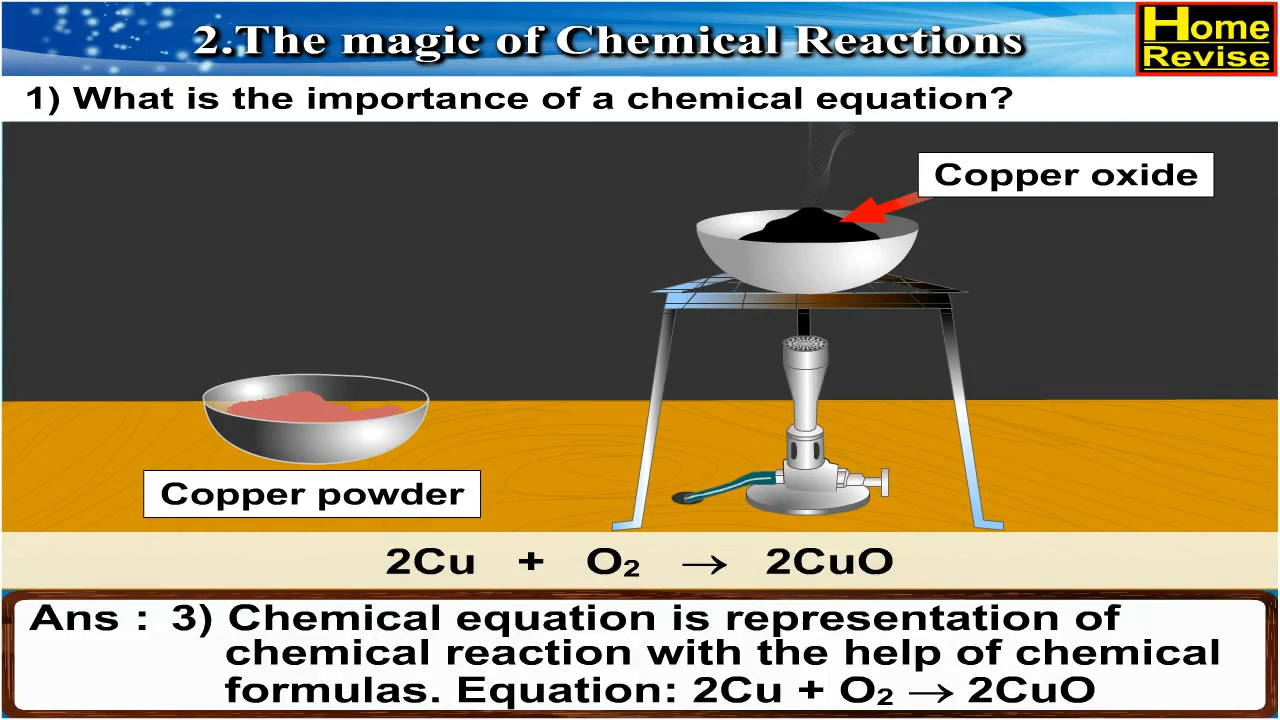 2.The magic of Chemical Reactions
Home
Revise
1) What is the importance of a chemical equation?
Copper oxide
Copper powder
2Cu + O₂ → 2CuO
Ans : 3) Chemical equation is representation of
chemical reaction with the help of chemical
formulas. Equation: 2Cu + O₂ → 2CuO